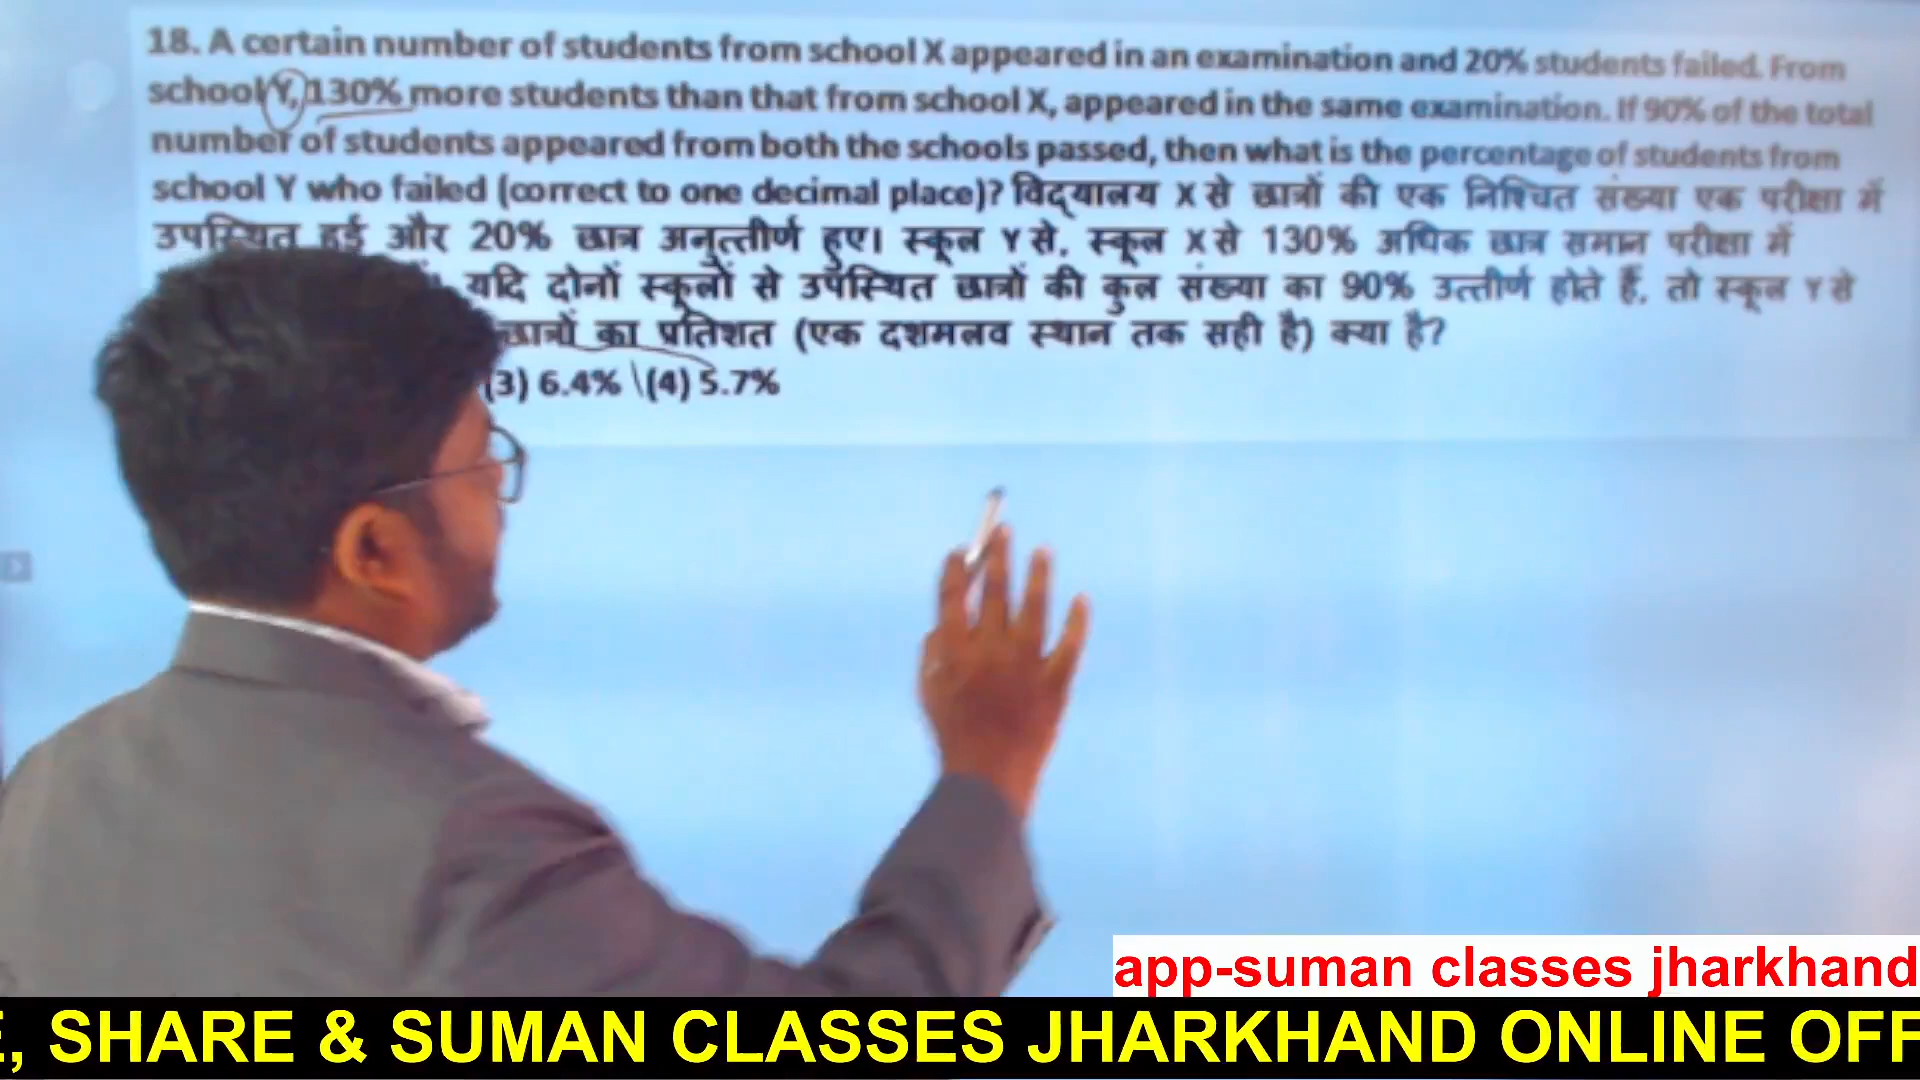 18. A certain number of students from school X appeared in an examination and 20% students failed. From
school Y, 130% more students than that from school X, appeared in the same examination. If 90% of the total
number of students appeared from both the schools passed, then what is the percentage of students from
school Y who failed (correct to one decimal place)? विद्यालय X से छात्रों की एक निश्चित संख्या एक परीक्षा में
उपस्थित हुई और 20% छात्र अनुत्तीर्ण हुए। स्कूल Y से, स्कूल X से 130% अधिक छात्र समान परीक्षा में
यदि दोनों स्कूलों से उपस्थित छात्रों की कुल संख्या का 90% उत्तीर्ण होते हैं, तो स्कूल Y से
छात्रों का प्रतिशत (एक दशमलव स्थान तक सही है) क्या है?
(3) 6.4% \(4) 5.7%
app-suman classes jharkhand
, SHARE & SUMAN CLASSES JHARKHAND ONLINE OFF